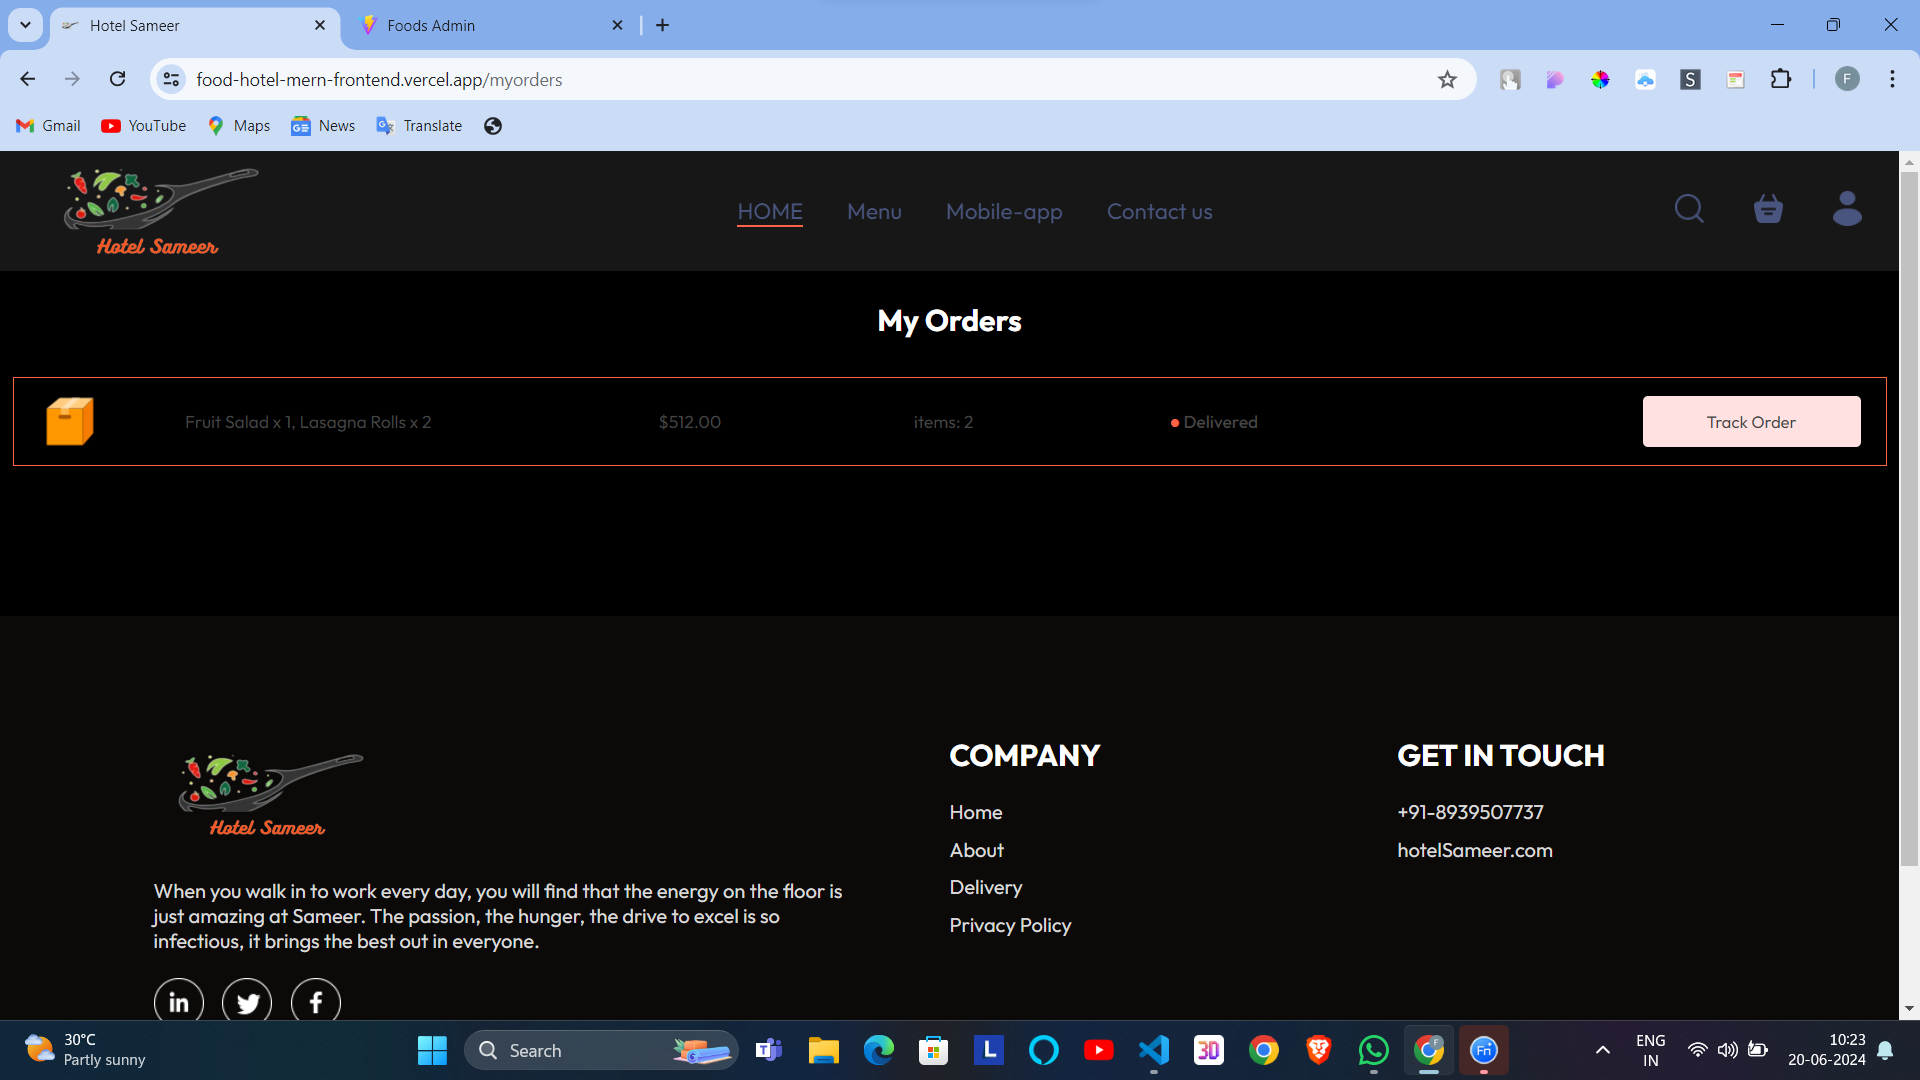 Hotel Sameer
Foods Admin
food-hotel-mern-frontend.vercel.app/myorders
S
F
Gmail
YouTube
Maps
News
Translate
Hotel Sameer
HOME
Menu
Mobile-app
Contact us
My Orders
Fruit Salad x 1, Lasagna Rolls x 2
$512.00
items: 2
Delivered
Track Order
Hotel Sameer
When you walk in to work every day, you will find that the energy on the floor is
just amazing at Sameer. The passion, the hunger, the drive to excel is so
infectious, it brings the best out in everyone.
in
f
COMPANY
Home
About
Delivery
Privacy Policy
GET IN TOUCH
+91-8939507737
hotelSameer.com
30°C
Partly sunny
Search
L
3D
F
Fn
ENG
IN
10:23
20-06-2024